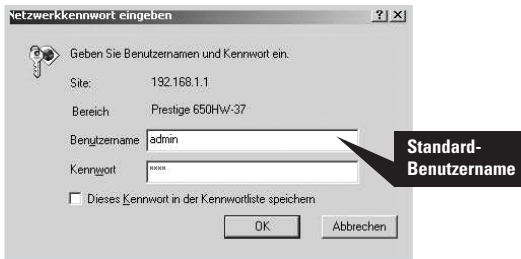 Netzwerkkennwort eingeben
Geben Sie Benutzernamen und Kennwort ein.
Site: 192.168.1.1
Bereich Prestige 650HW-37
Benutzername admin
Kennwort ****
Dieses Kennwort in der Kennwortliste speichern
OK Abbrechen
Standard-
Benutzername